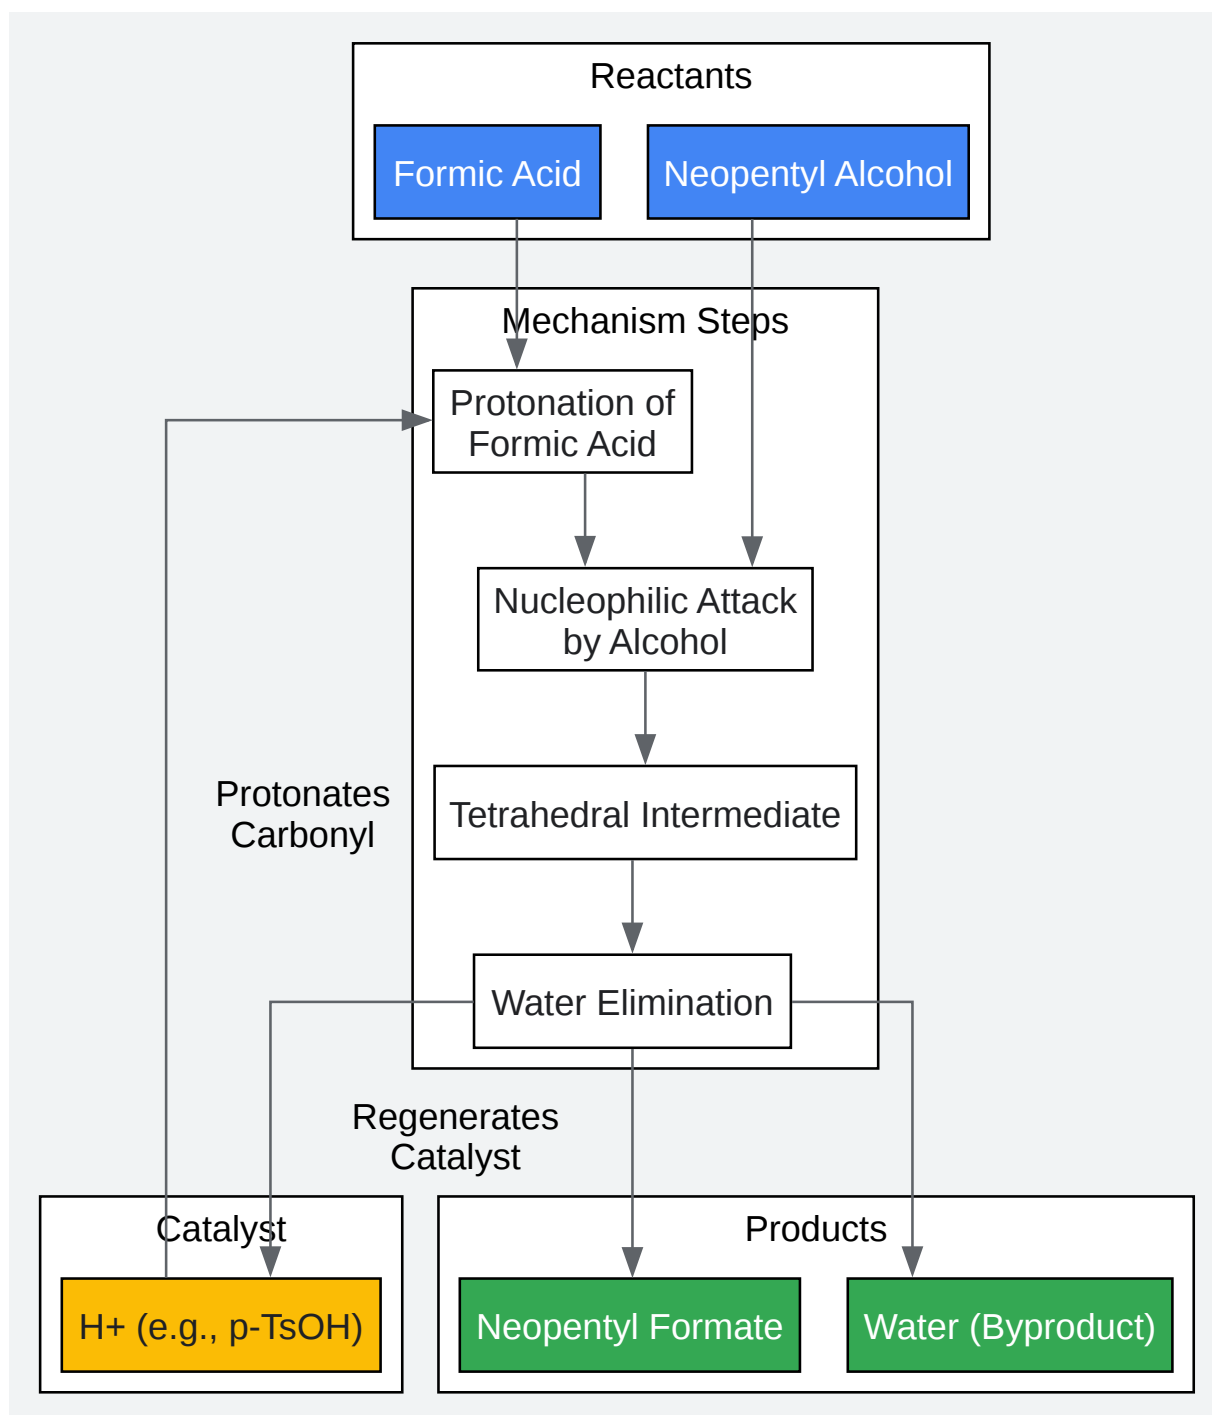 Reactants
Formic Acid
Neopentyl Alcohol
Mechanism Steps
Protonation of
Formic Acid
Nucleophilic Attack
by Alcohol
Protonates
Carbonyl
Tetrahedral Intermediate
Water Elimination
Regenerates
Catalyst
Catalyst
H+ (e.g., p-TsOH)
Products
Neopentyl Formate
Water (Byproduct)